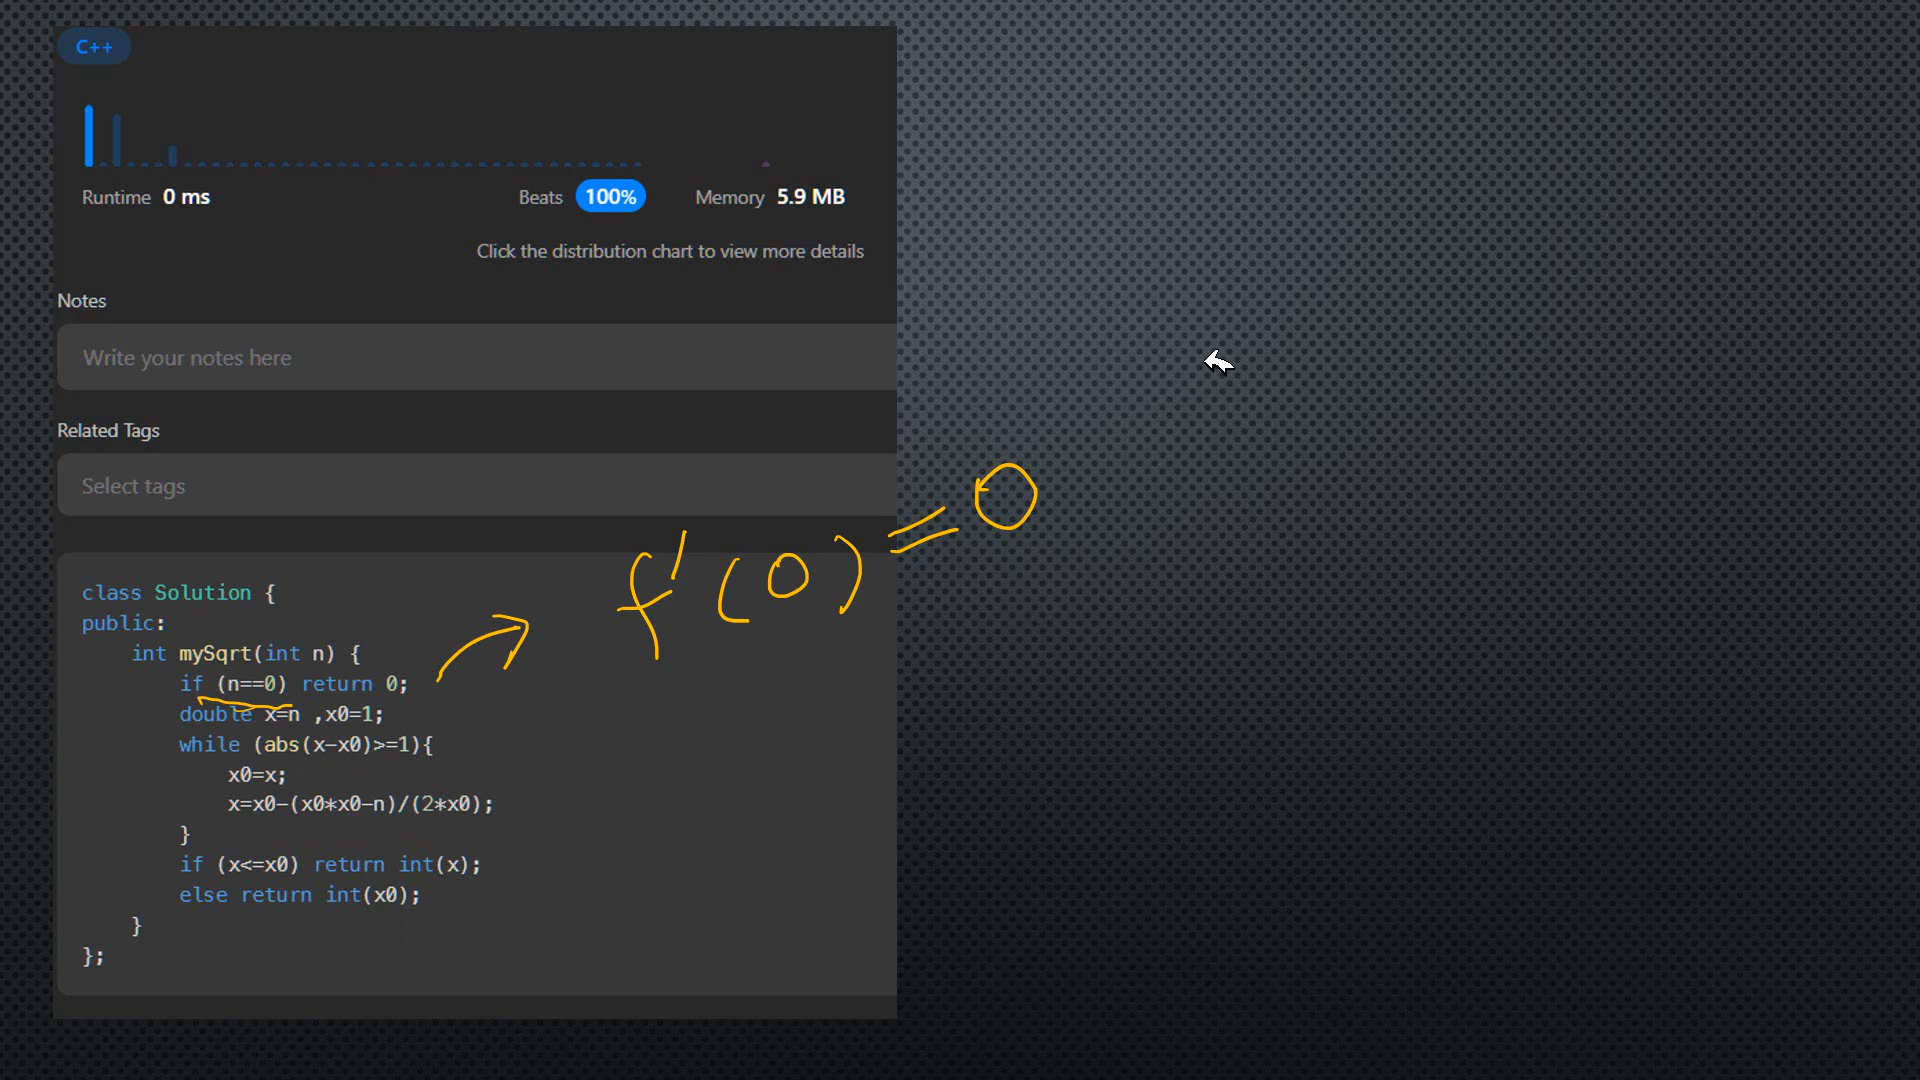 C++
Runtime 0 ms Beats 100% Memory 5.9 MB
Click the distribution chart to view more details
Notes
Write your notes here
Related Tags
Select tags
f'(0) = 0
class Solution {
public:
    int mySqrt(int n) {
        if (n==0) return 0;
        double x=n ,x0=1;
        while (abs(x-x0)>=1){
            x0=x;
            x=x0-(x0*x0-n)/(2*x0);
        }
        if (x<=x0) return int(x);
        else return int(x0);
    }
};